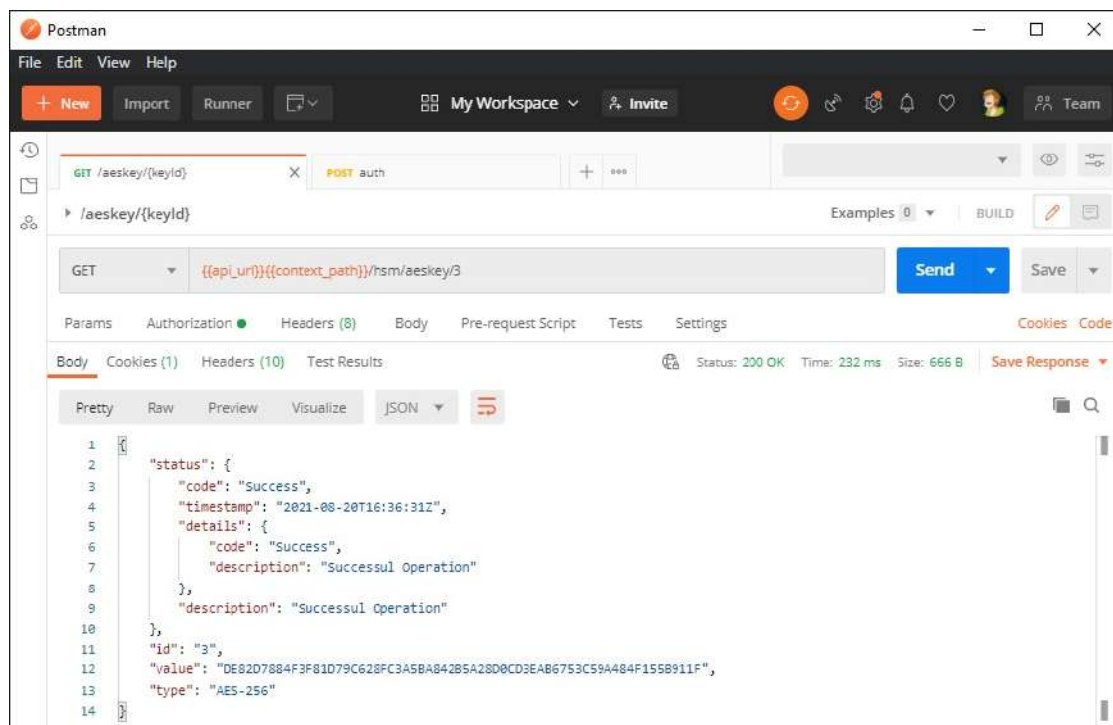 Postman
File Edit View Help
+ New Import Runner My Workspace Invite Team
GET /aeskey/{keyId} X POST auth + ooo
/aeskey/{keyId} Examples 0 BUILD
GET {{api_url}}{{context_path}}/hsm/aeskey/3 Send Save
Params Authorization Headers (8) Body Pre-request Script Tests Settings Cookies Code
Body Cookies (1) Headers (10) Test Results Status: 200 OK Time: 232 ms Size: 666 B Save Response
Pretty Raw Preview Visualize JSON
1 {
2 "status": {
3 "code": "Success",
4 "timestamp": "2021-08-20T16:36:31Z",
5 "details": {
6 "code": "Success",
7 "description": "Successul Operation"
8 },
9 "description": "Successul Operation"
10 },
11 "id": "3",
12 "value": "DE82D7884F3F81D79C628FC3A5BA842B5A28D0CD3EAB6753C59A484F155B911F",
13 "type": "AES-256"
14 }